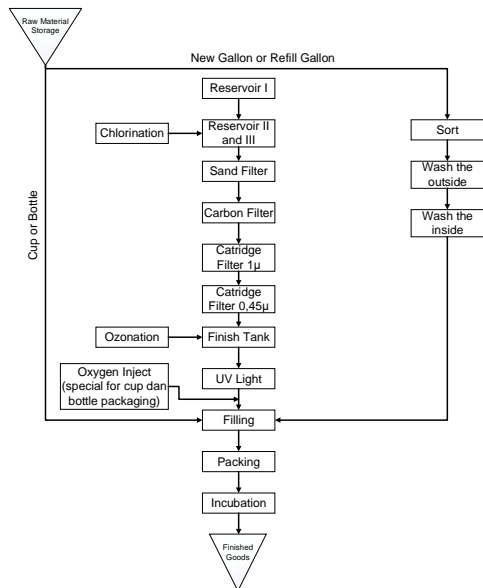 Raw Material
Storage
New Gallon or Refill Gallon
Reservoir I
Chlorination
Reservoir II
and III
Sort
Sand Filter
Wash the
outside
Cup or Bottle
Carbon Filter
Wash the
inside
Catridge
Filter 1µ
Catridge
Filter 0,45µ
Ozonation
Finish Tank
Oxygen Inject
(special for cup dan
bottle packaging)
UV Light
Filling
Packing
Incubation
Finished
Goods